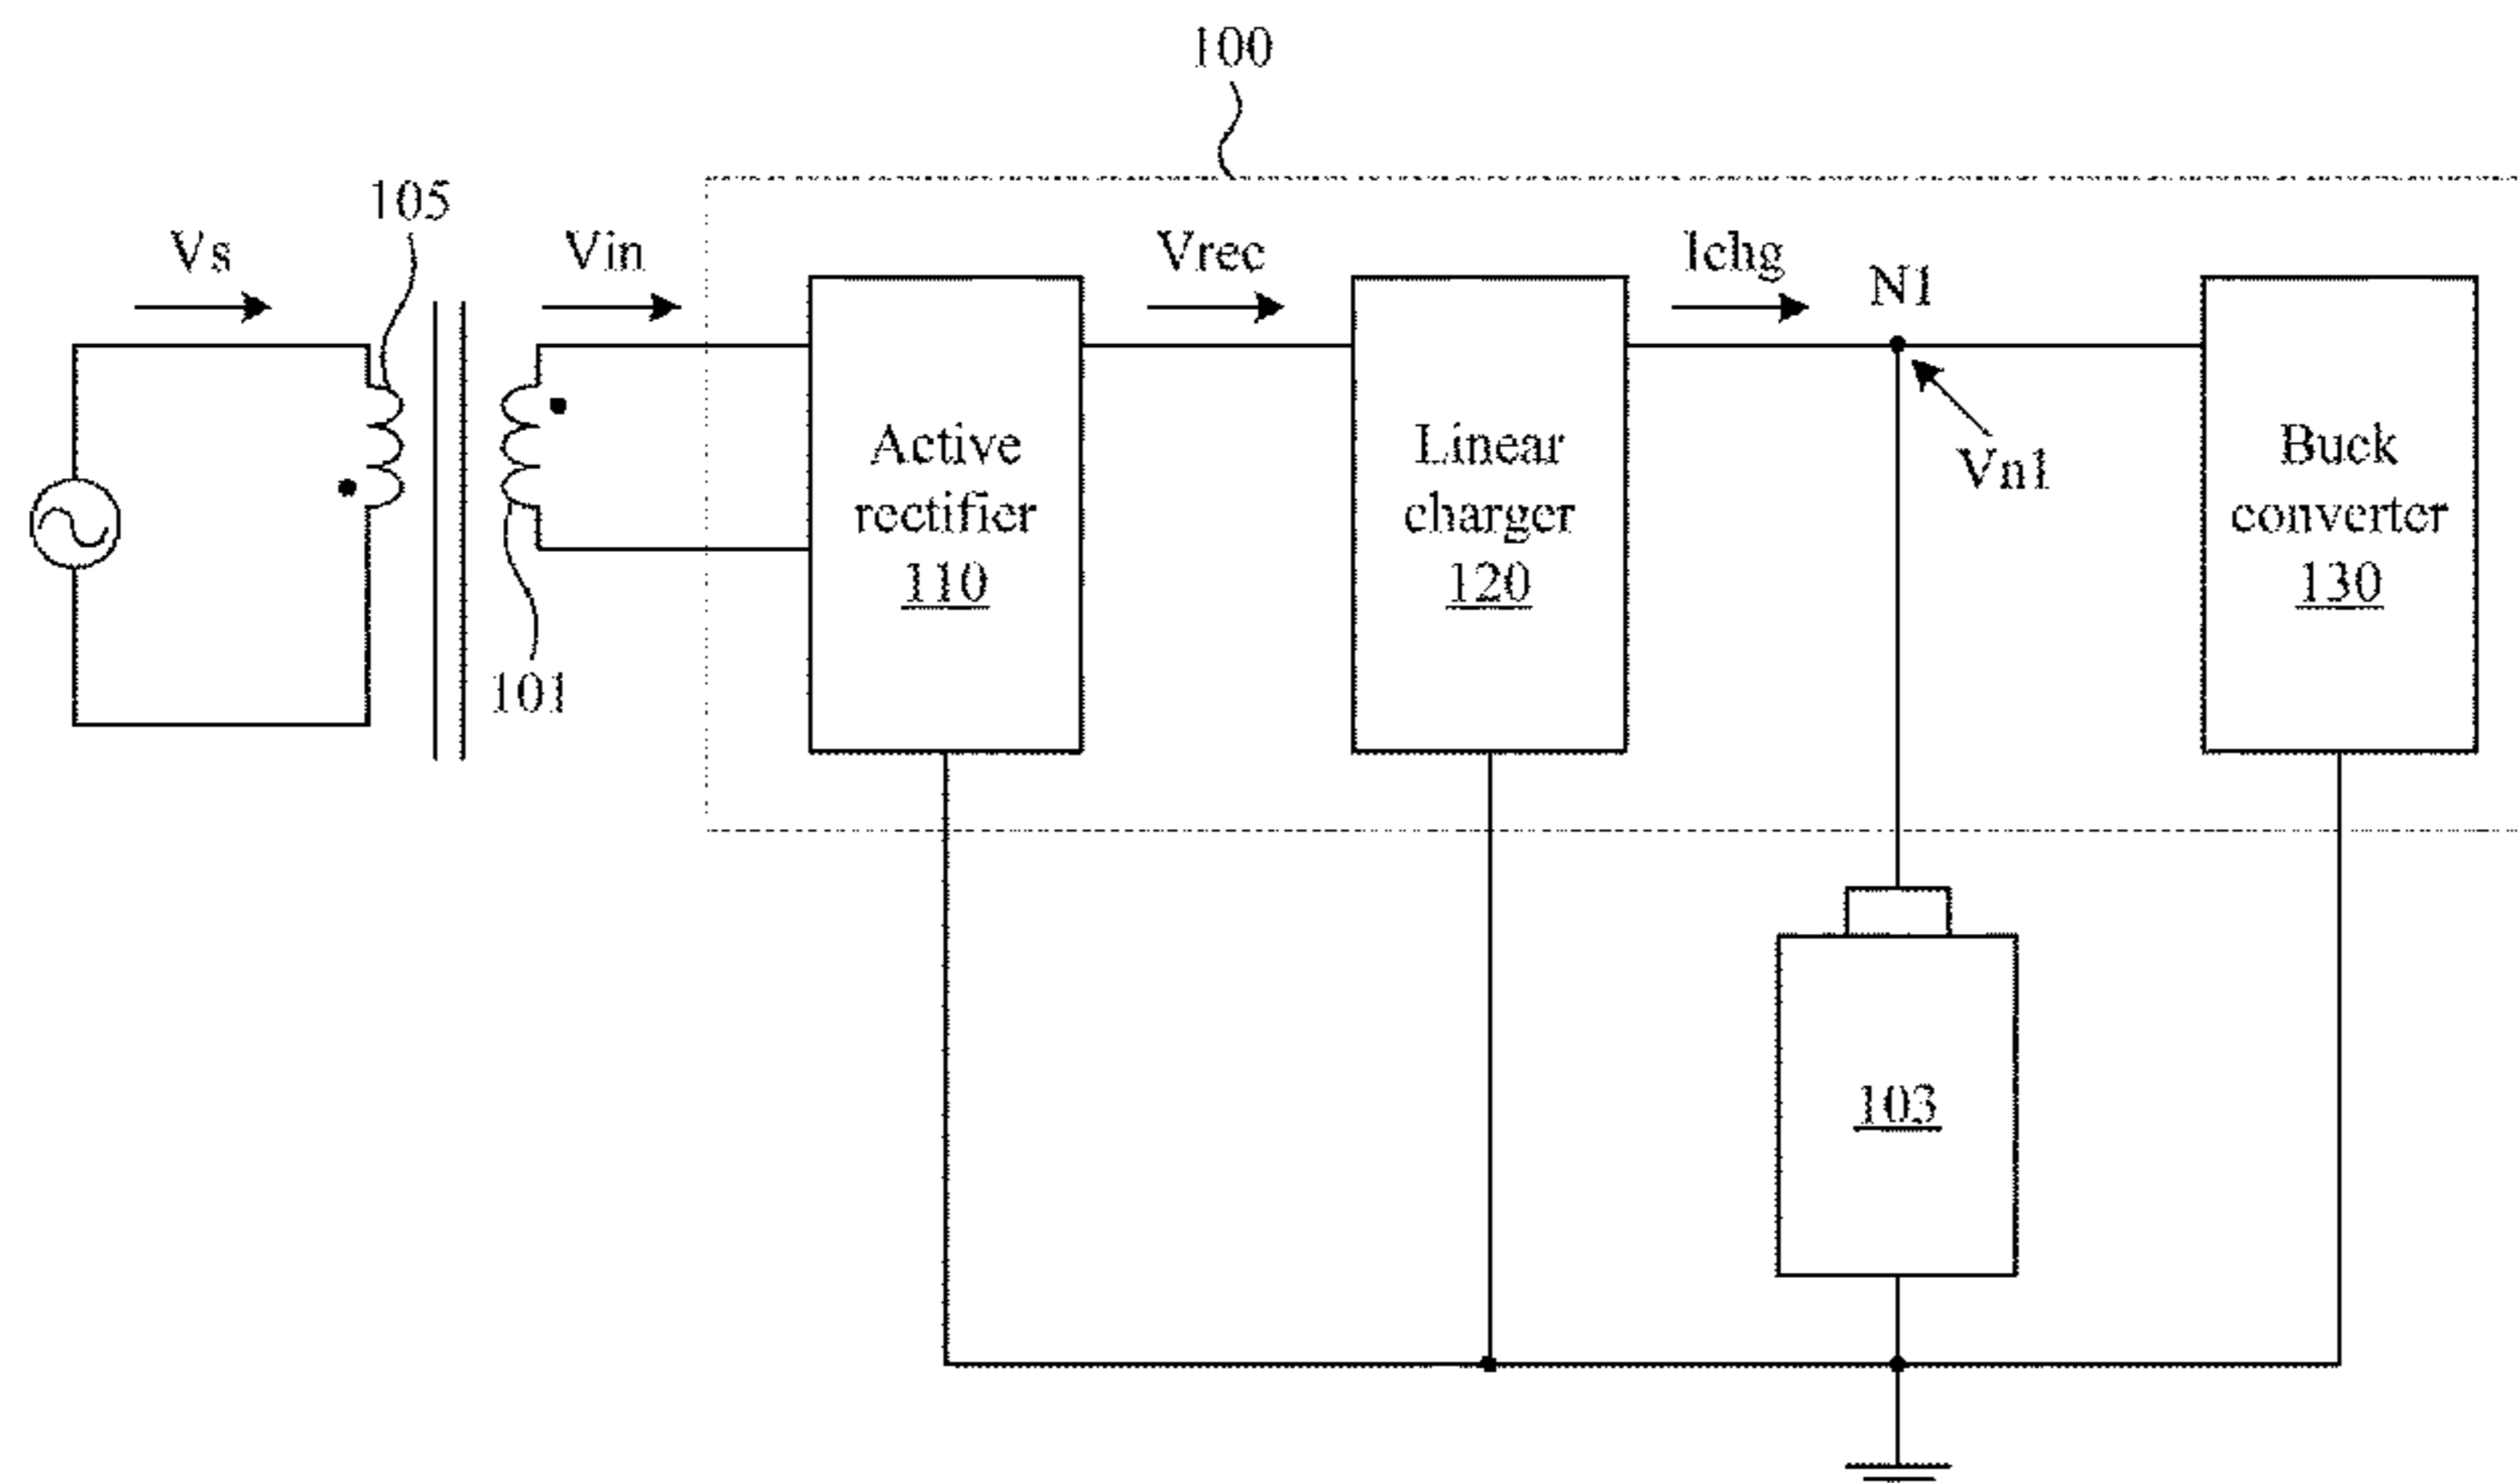 100
105
Vs
Vin
Vrec
Ichg
N1
Vn1
Active
rectifier
110
Linear
charger
120
Buck
converter
130
101
103